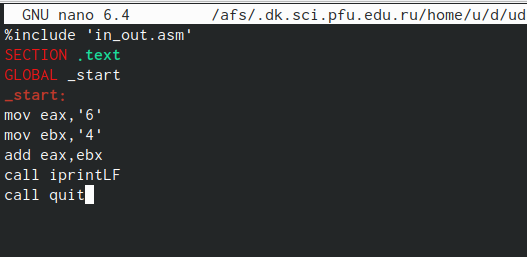 GNU nano 6.4 /afs/.dk.sci.pfu.edu.ru/home/u/d/ud
%include 'in_out.asm'
SECTION .text
GLOBAL _start
_start:
mov eax,'6'
mov ebx,'4'
add eax,ebx
call iprintLF
call quit